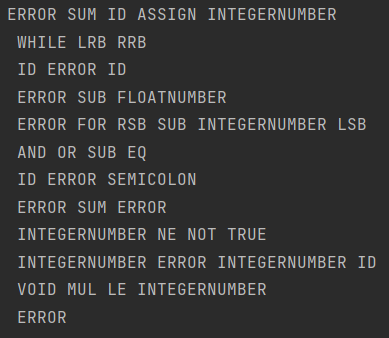 ERROR SUM ID ASSIGN INTEGERNUMBER
WHILE LRB RRB
ID ERROR ID
ERROR SUB FLOATNUMBER
ERROR FOR RSB SUB INTEGERNUMBER LSB
AND OR SUB EQ
ID ERROR SEMICOLON
ERROR SUM ERROR
INTEGERNUMBER NE NOT TRUE
INTEGERNUMBER ERROR INTEGERNUMBER ID
VOID MUL LE INTEGERNUMBER
ERROR